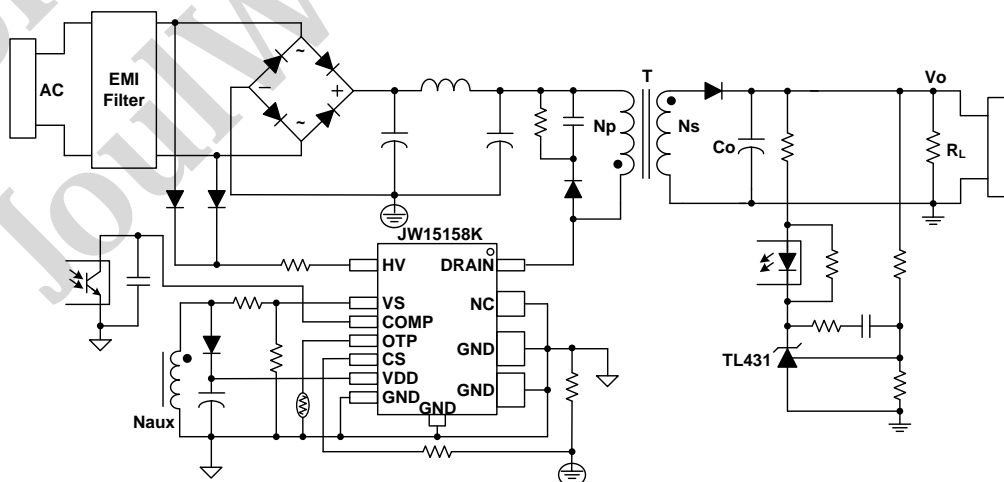 AC
EMI
Filter
~
~
−
+
T
Np
Ns
Co
Vo
RL
JW15158K
HV
DRAIN
VS
NC
COMP
OTP
GND
CS
VDD
GND
GND
GND
Naux
TL431
JoulW